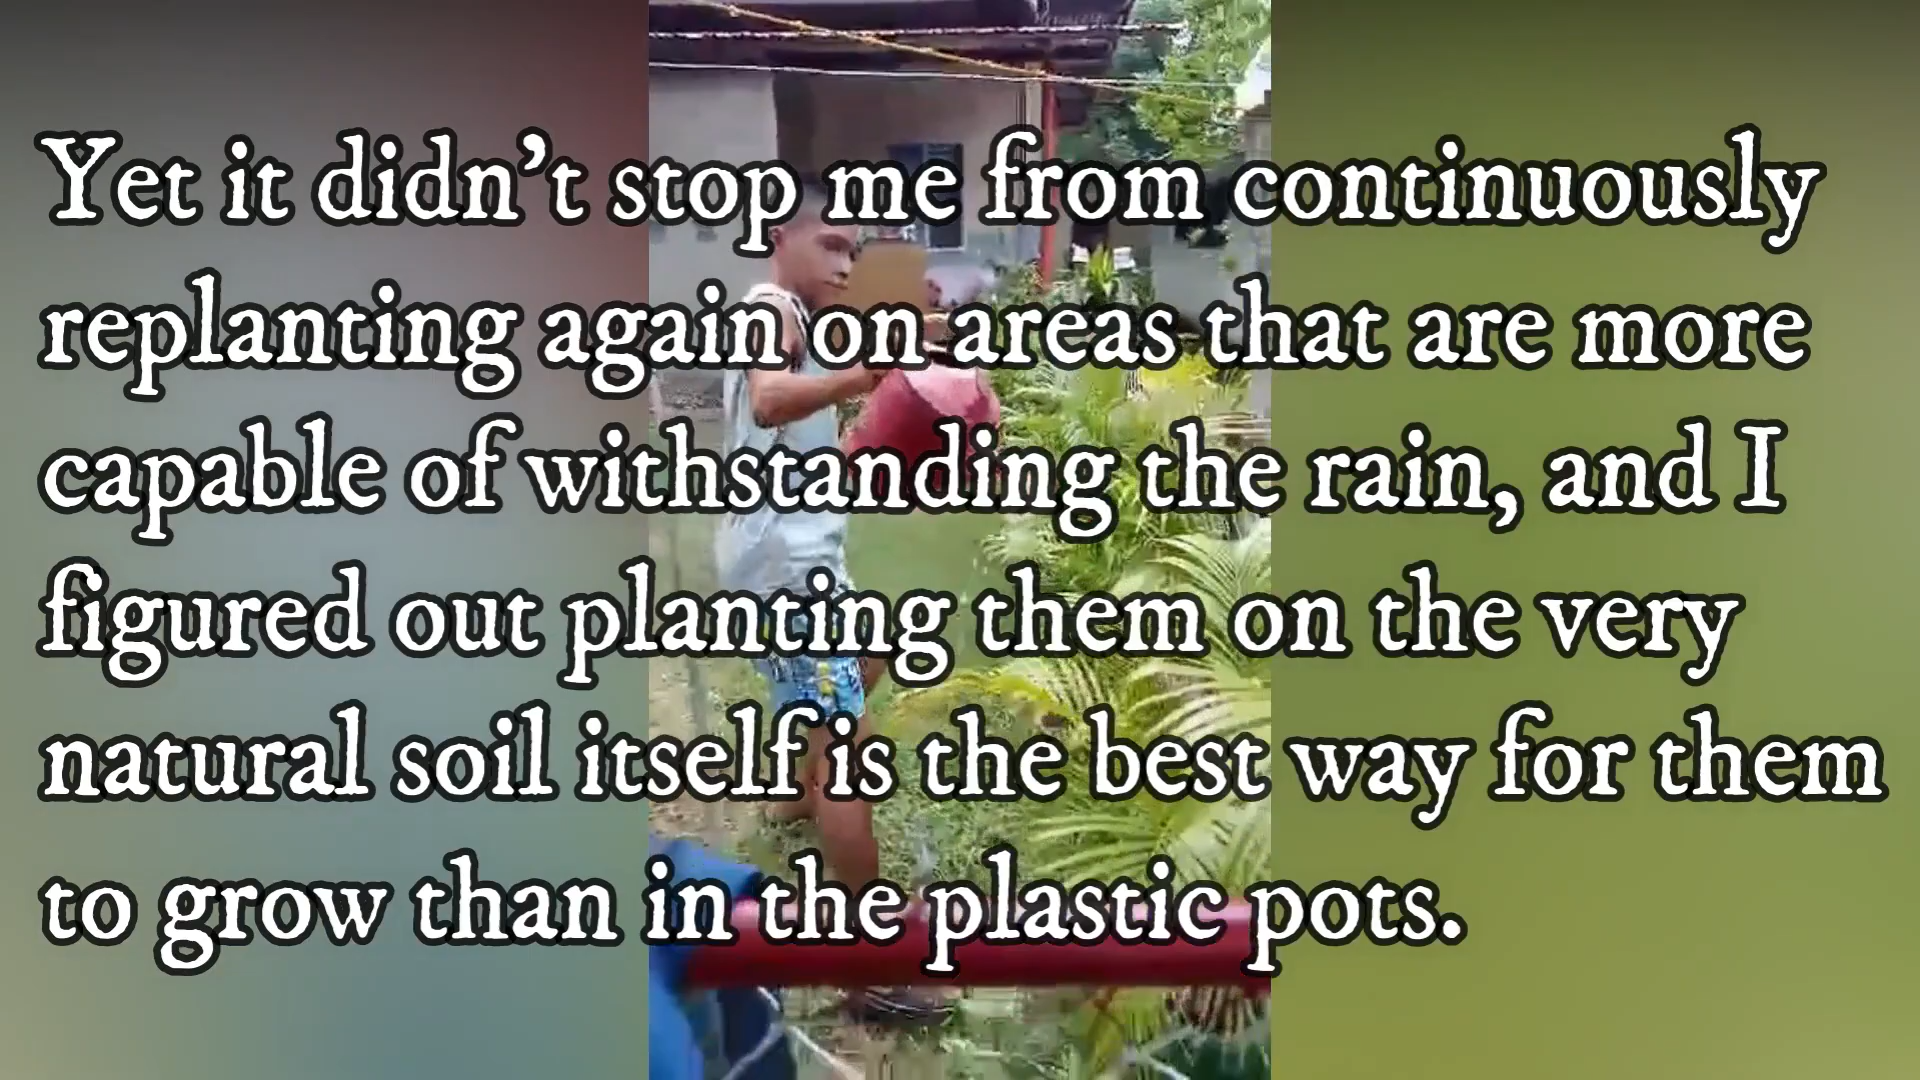 Yet it didn't stop me from continuously
replanting again on areas that are more
capable of withstanding the rain, and I
figured out planting them on the very
natural soil itself is the best way for them
to grow than in the plastic pots.